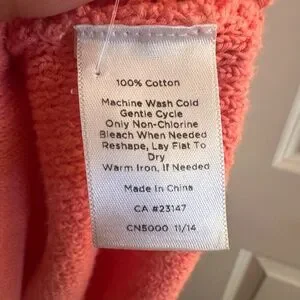 100% Cotton
Machine Wash Cold
Gentle Cycle
Only Non-Chlorine
Bleach When Needed
Reshape, Lay Flat To
Dry
Warm Iron, If Needed
Made In China
CA #23147
CN5000 11/14